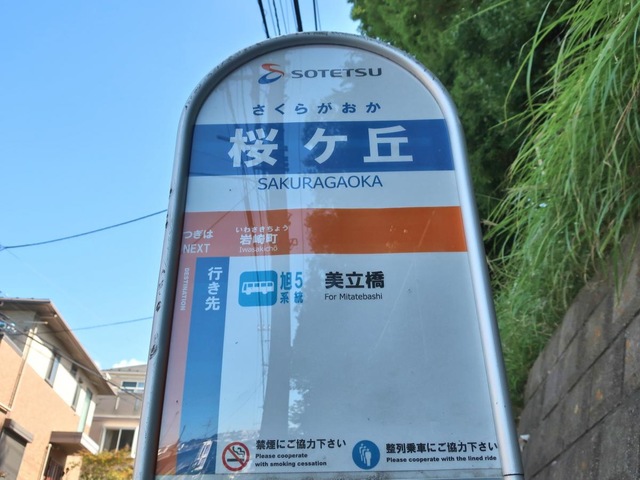 SOTETSU
さくらがおか
桜ケ丘
SAKURAGAOKA
つぎは
NEXT
いわさきちょう
岩崎町
Iwasakichō
DESTINATION
行き先
旭5
系統
美立橋
For Mitatebashi
禁煙にご協力下さい
Please cooperate
with smoking cessation
整列乗車にご協力下さい
Please cooperate with the lined ride